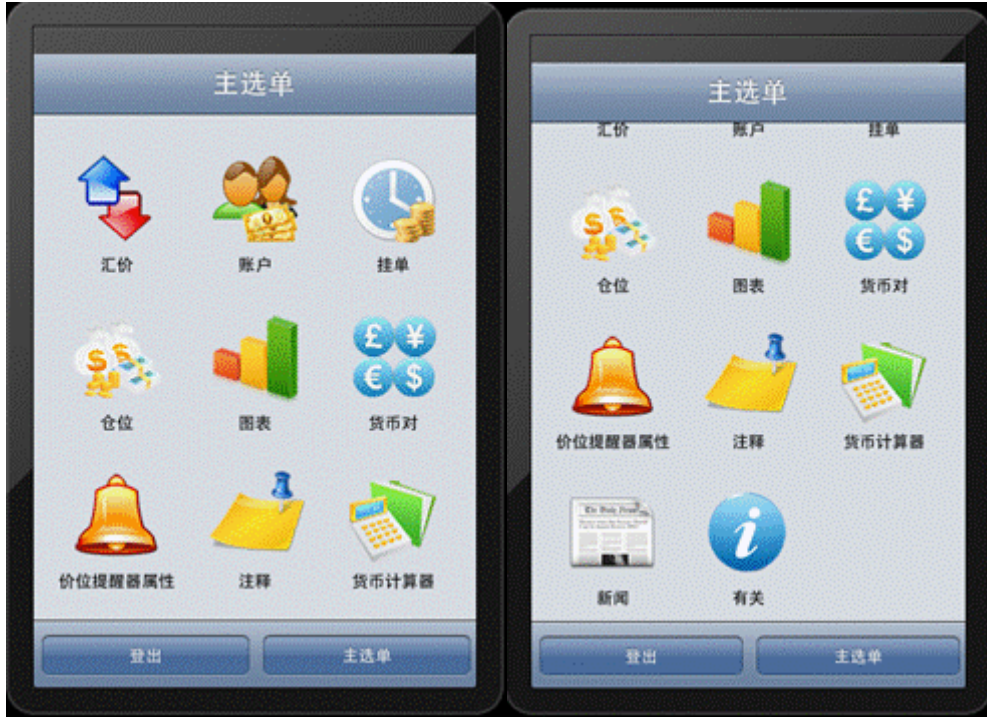 主选单
汇价 账户 挂单
仓位 图表 货币对
价位提醒器属性 注释 货币计算器
登出 主选单
主选单
汇价 账户 挂单
仓位 图表 货币对
价位提醒器属性 注释 货币计算器
新闻 有关
登出 主选单